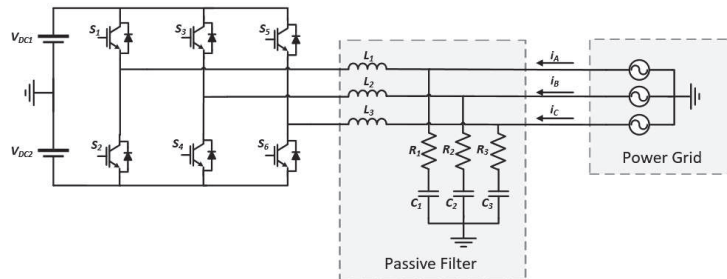 S1 S3 S5
VDC1
L1
L2
L3
iA
iB
iC
VDC2
S2 S4 S6
R1 R2 R3
C1 C2 C3
Power Grid
Passive Filter